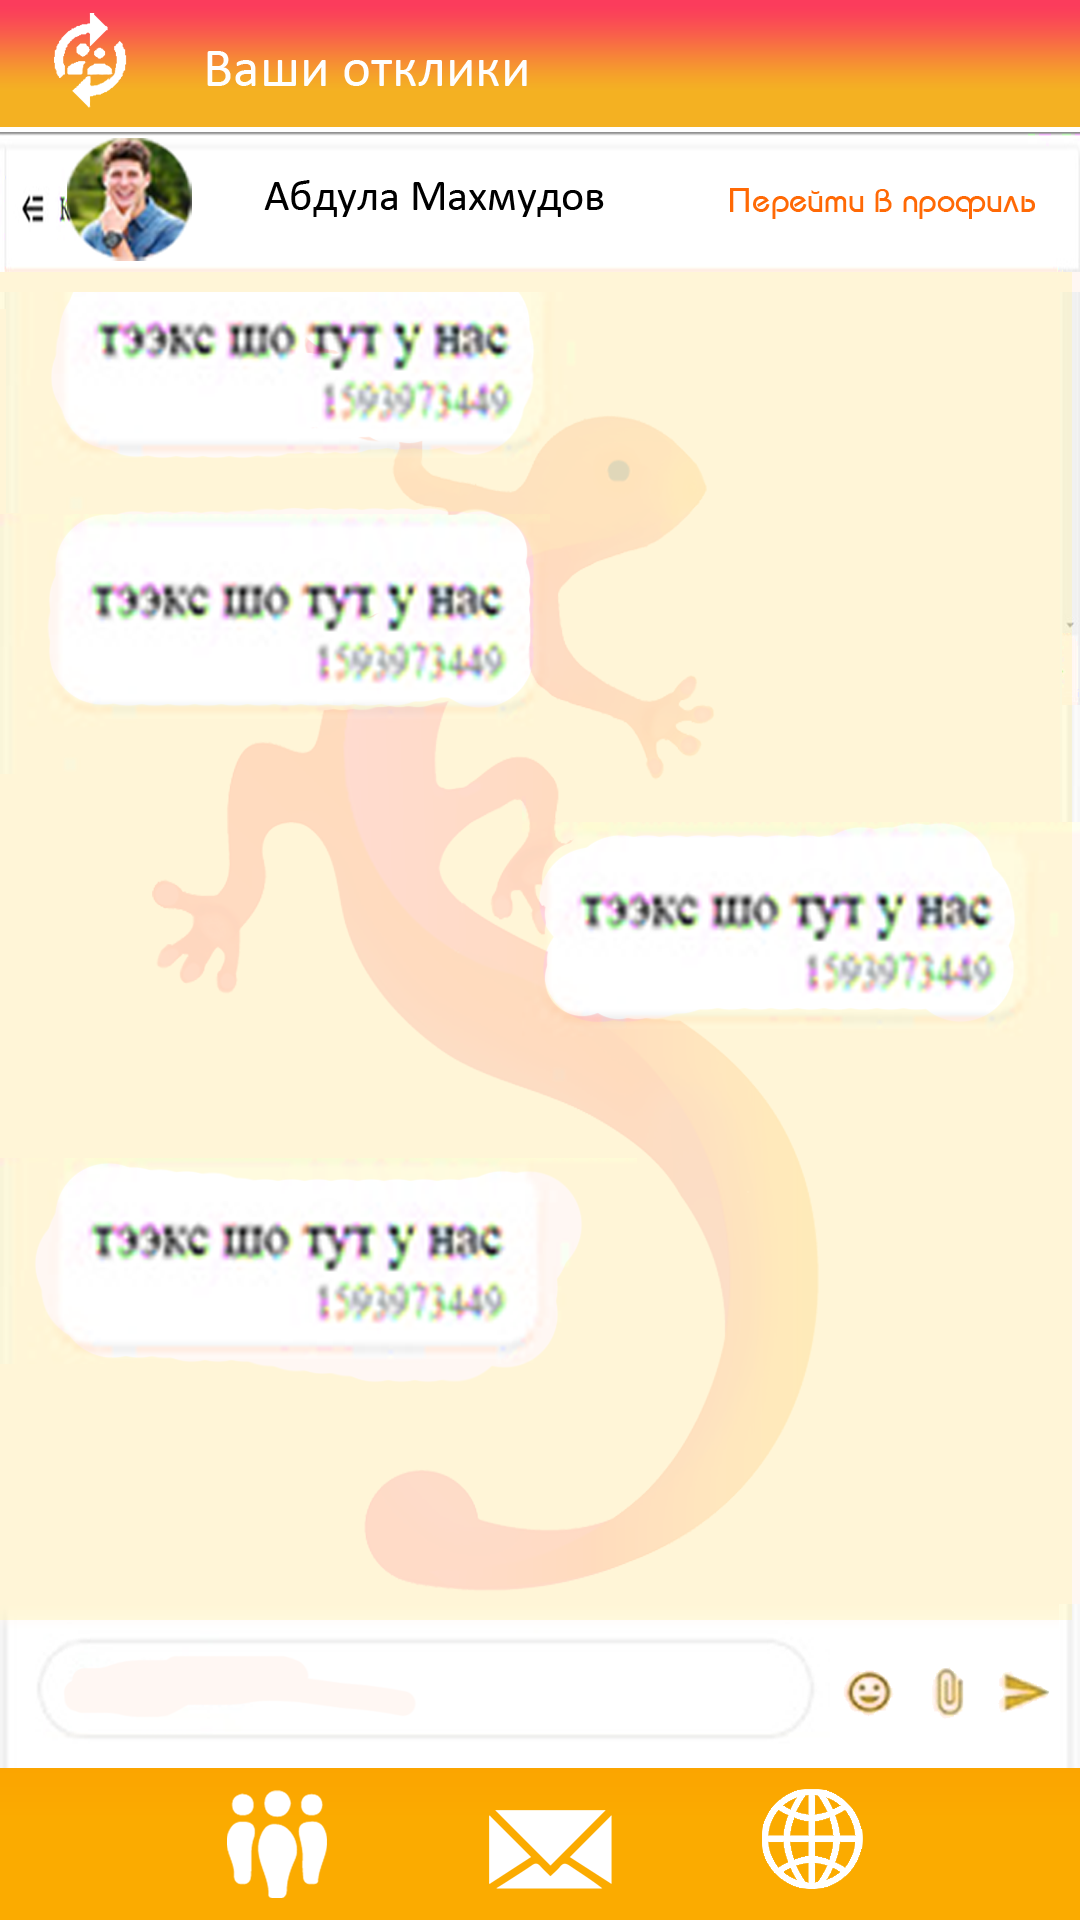 Ваши отклики
Абдула Махмудов
Перейти в профиль
тээкс шо тут у нас
1593973449
тээкс шо тут у нас
1593973449
тээкс шо тут у нас
1593973449
тээкс шо тут у нас
1593973449